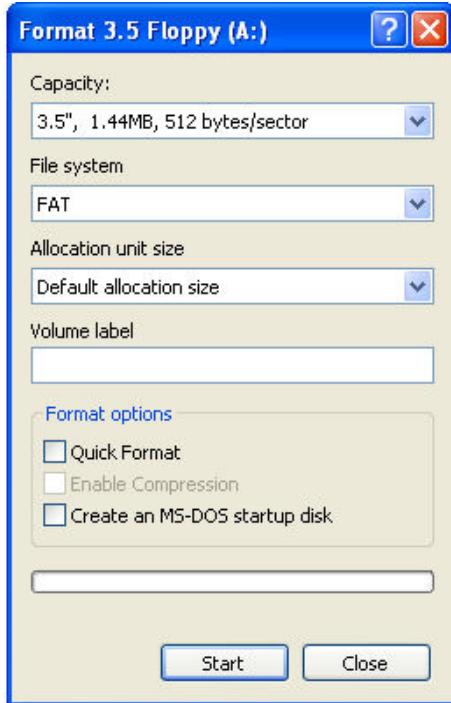 Format 3.5 Floppy (A:)
Capacity:
3.5", 1.44MB, 512 bytes/sector
File system
FAT
Allocation unit size
Default allocation size
Volume label
Format options
Quick Format
Enable Compression
Create an MS-DOS startup disk
Start Close